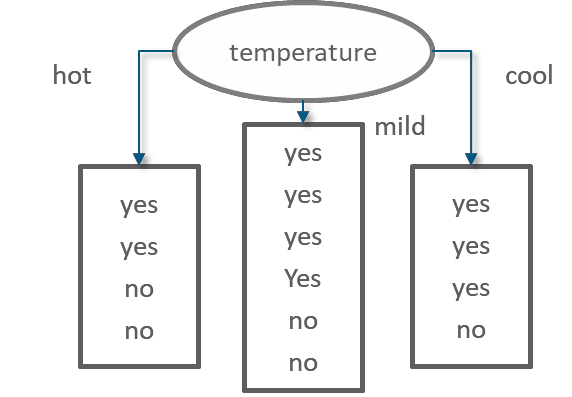 temperature
hot
mild
cool
yes
yes
no
no
yes
yes
yes
Yes
no
no
yes
yes
yes
no